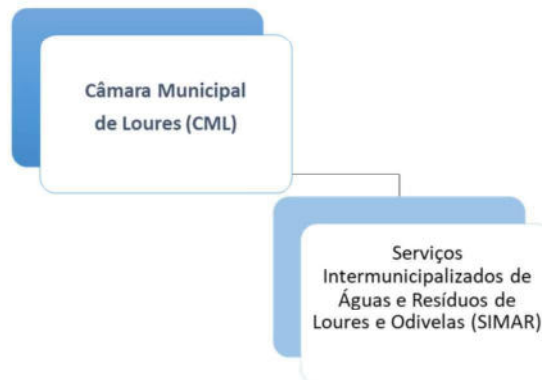 Câmara Municipal
de Loures (CML)
Serviços
Intermunicipalizados de
Águas e Resíduos de
Loures e Odivelas (SIMAR)